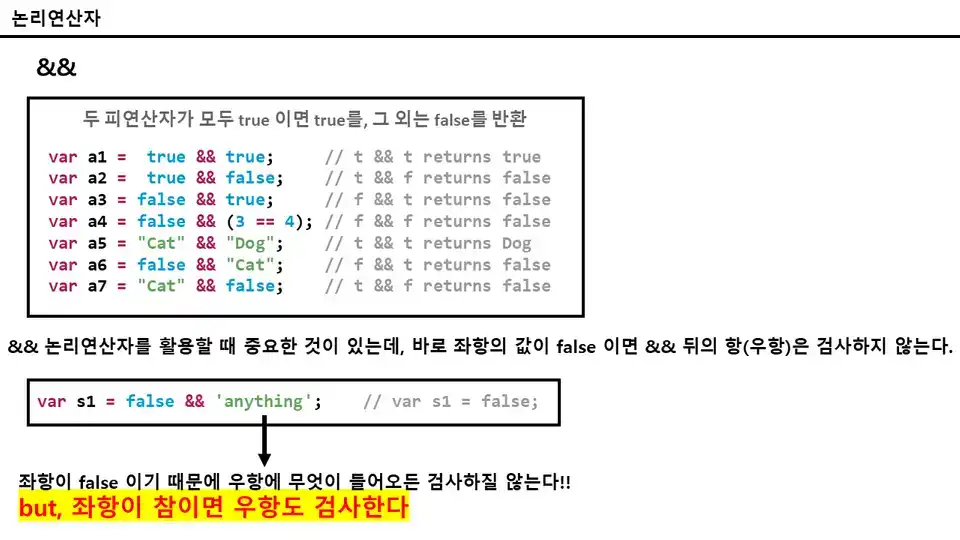 논리연산자
&&
두 피연산자가 모두 true 이면 true를, 그 외는 false를 반환
var a1 =  true && true;     // t && t returns true
var a2 =  true && false;    // t && f returns false
var a3 = false && true;     // f && t returns false
var a4 = false && (3 == 4); // f && f returns false
var a5 = "Cat" && "Dog";    // t && t returns Dog
var a6 = false && "Cat";    // f && t returns false
var a7 = "Cat" && false;    // t && f returns false
&& 논리연산자를 활용할 때 중요한 것이 있는데, 바로 좌항의 값이 false 이면 && 뒤의 항(우항)은 검사하지 않는다.
var s1 = false && 'anything';    // var s1 = false;
좌항이 false 이기 때문에 우항에 무엇이 들어오든 검사하질 않는다!!
but, 좌항이 참이면 우항도 검사한다